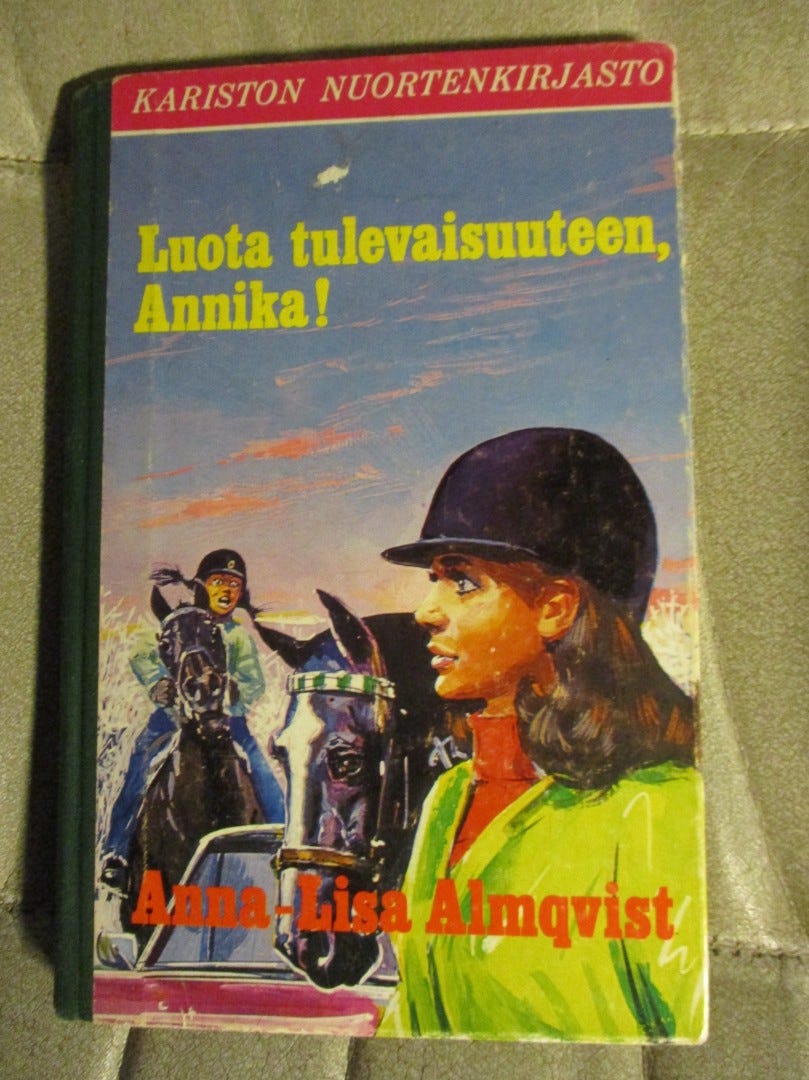 KARISTON NUORTENKIRJASTO
Luota tulevaisuuteen,
Annika!
Anna-Lisa Almqvist